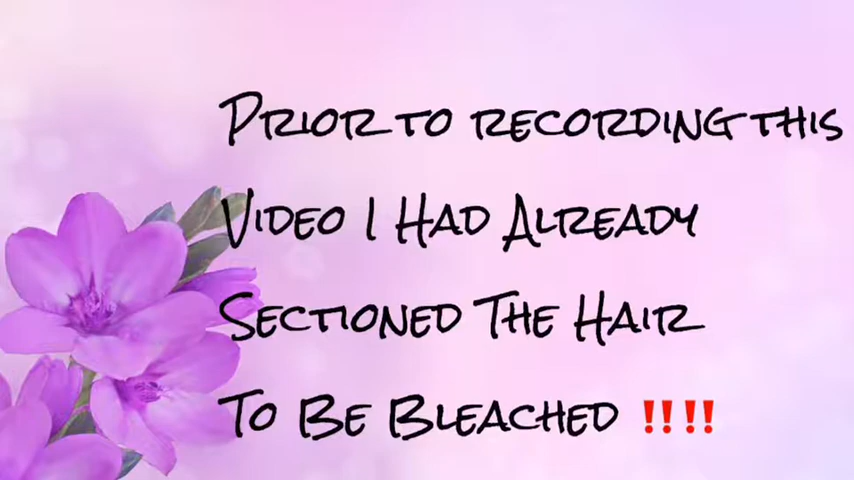 Prior to recording this
Video I Had Already
Sectioned The Hair
To Be Bleached ‼️‼️